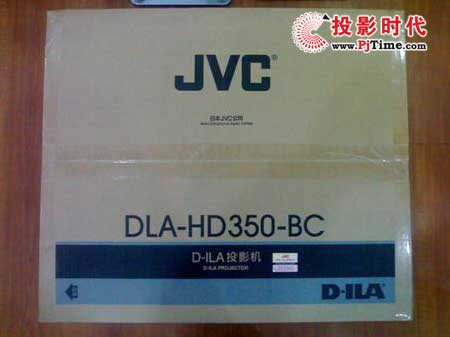 投影时代
www.PjTime.com
JVC®
日本JVC公司
DLA-HD350-BC
D-ILA投影机
D-ILA PROJECTOR
JVC
D-ILA